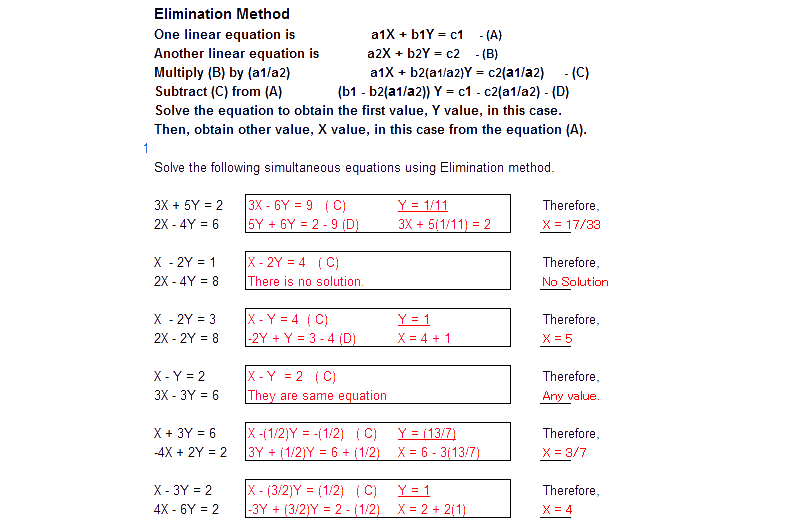 Elimination Method
One linear equation is a1X + b1Y = c1 - (A)
Another linear equation is a2X + b2Y = c2 - (B)
Multiply (B) by (a1/a2) a1X + b2(a1/a2)Y = c2(a1/a2) - (C)
Subtract (C) from (A) (b1 - b2(a1/a2)) Y = c1 - c2(a1/a2) - (D)
Solve the equation to obtain the first value, Y value, in this case.
Then, obtain other value, X value, in this case from the equation (A).
1
Solve the following simultaneous equations using Elimination method.
3X + 5Y = 2 3X - 6Y = 9 ( C) Y = 1/11 Therefore,
2X - 4Y = 6 5Y + 6Y = 2 - 9 (D) 3X + 5(1/11) = 2 X = 17/33
X - 2Y = 1 X - 2Y = 4 ( C) Therefore,
2X - 4Y = 8 There is no solution. No Solution
X - 2Y = 3 X - Y = 4 ( C) Y = 1 Therefore,
2X - 2Y = 8 -2Y + Y = 3 - 4 (D) X = 4 + 1 X = 5
X - Y = 2 X - Y = 2 ( C) Therefore,
3X - 3Y = 6 They are same equation Any value.
X + 3Y = 6 X -(1/2)Y = -(1/2) ( C) Y = (13/7) Therefore,
-4X + 2Y = 2 3Y + (1/2)Y = 6 + (1/2) X = 6 - 3(13/7) X = 3/7
X - 3Y = 2 X - (3/2)Y = (1/2) ( C) Y = 1 Therefore,
4X - 6Y = 2 -3Y + (3/2)Y = 2 - (1/2) X = 2 + 2(1) X = 4